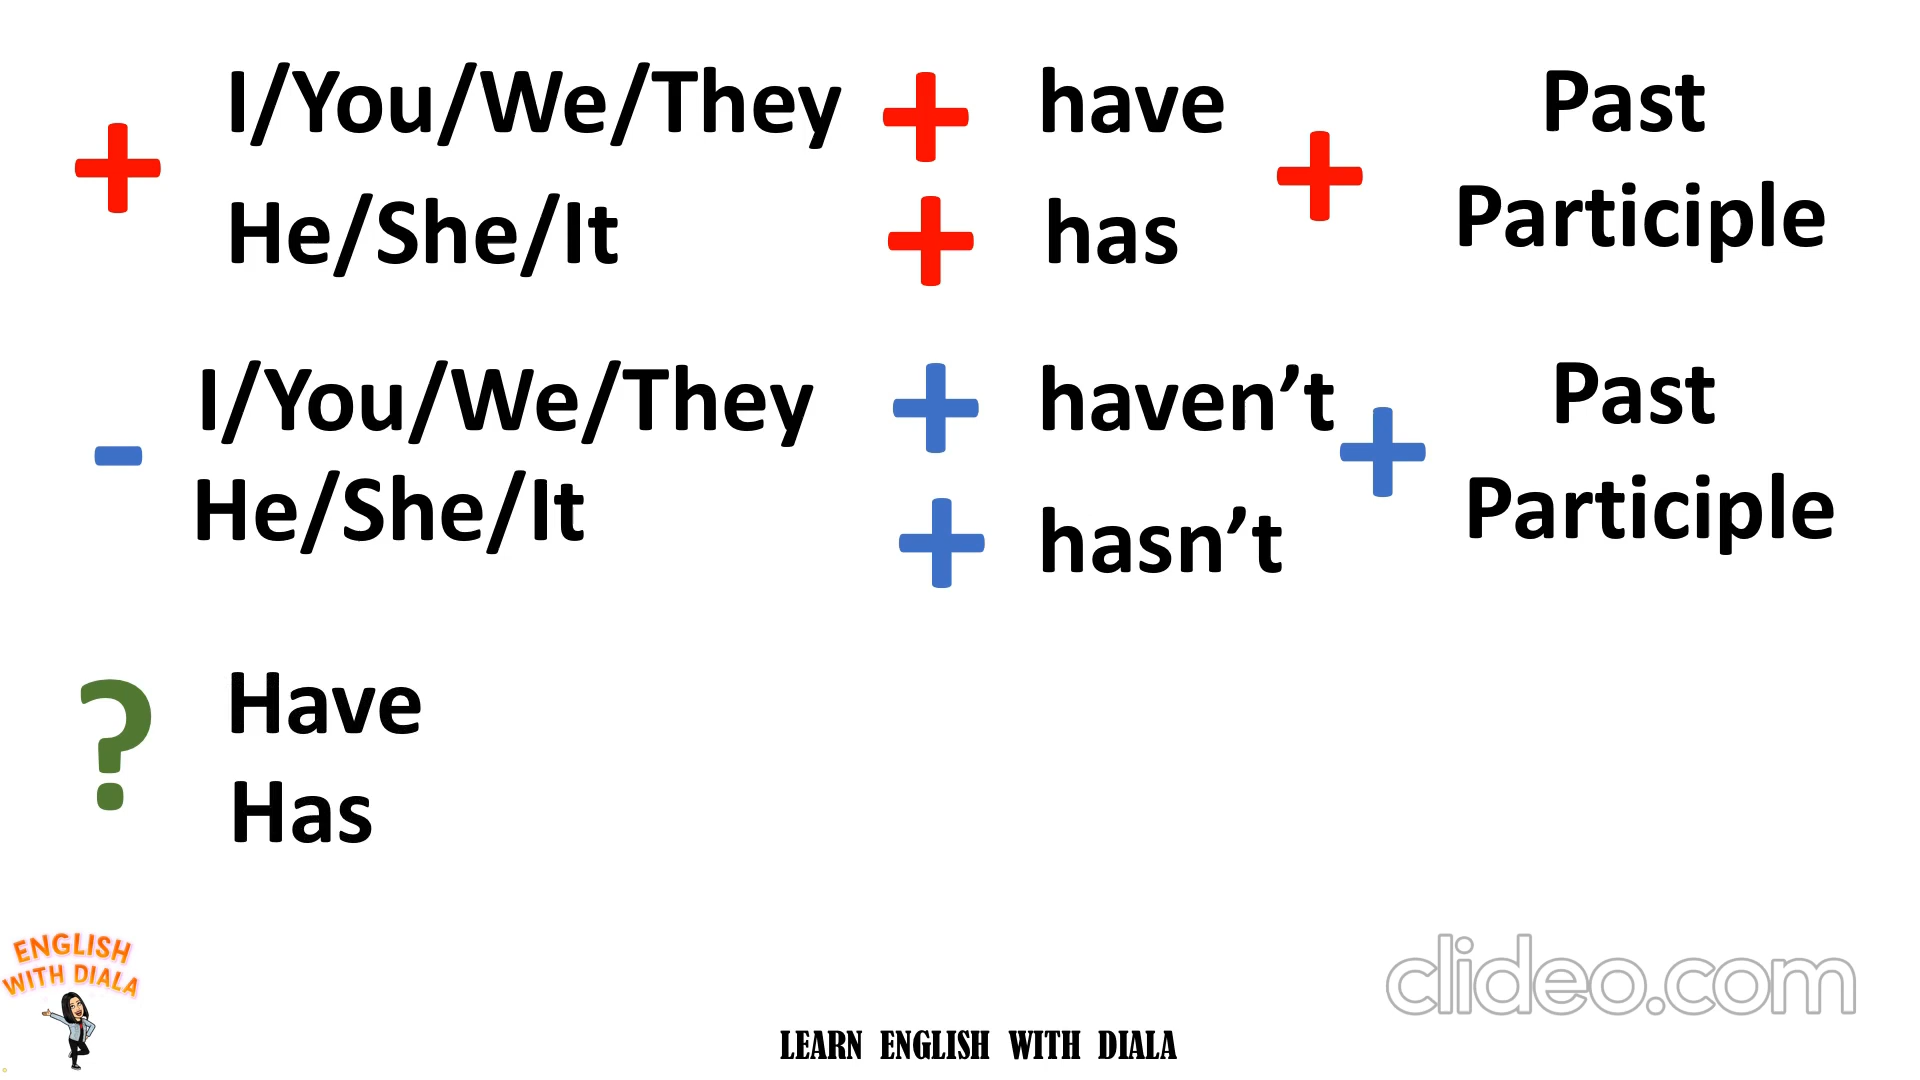 + I/You/We/They + have + Past
He/She/It + has Participle
- I/You/We/They + haven't + Past
He/She/It + hasn't Participle
? Have
Has
ENGLISH
WITH DIALA
clideo.com
LEARN ENGLISH WITH DIALA